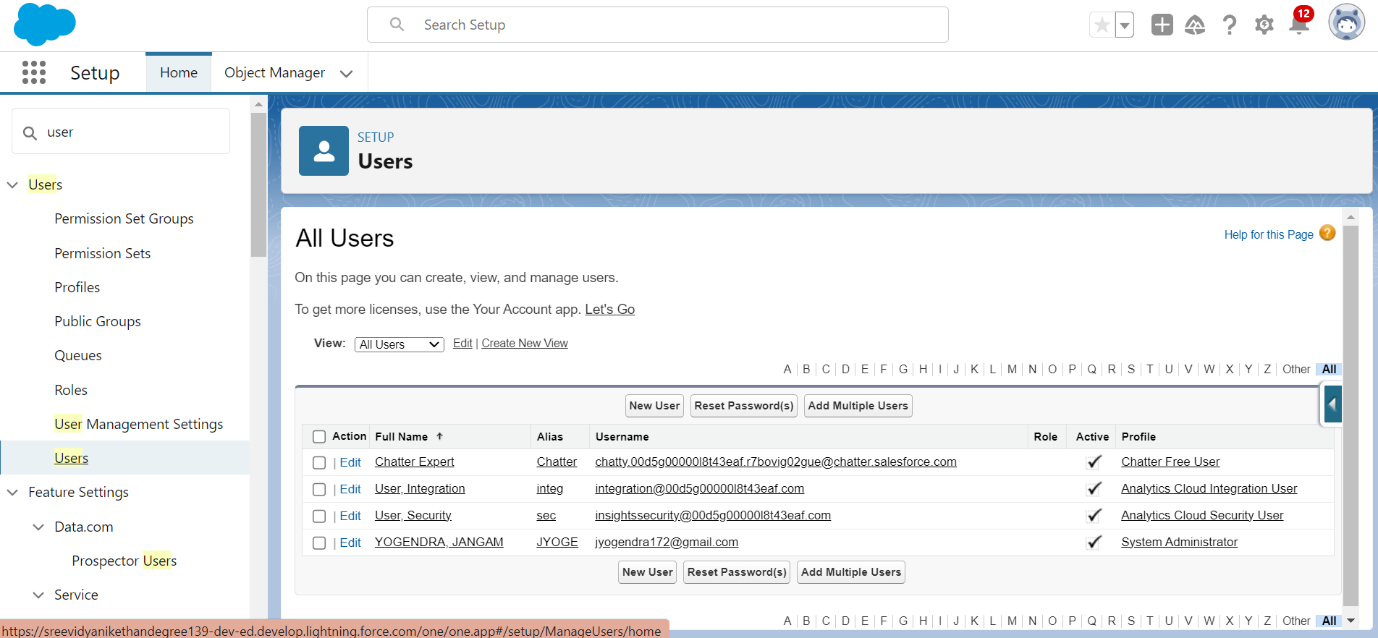 Search Setup
12
Setup Home Object Manager
user
Users
Permission Set Groups
Permission Sets
Profiles
Public Groups
Queues
Roles
User Management Settings
Users
Feature Settings
Data.com
Prospector Users
Service
SETUP
Users
All Users
Help for this Page ?
On this page you can create, view, and manage users.
To get more licenses, use the Your Account app. Let's Go
View: All Users Edit | Create New View
A B C D E F G H I J K L M N O P Q R S T U V W X Y Z Other All
New User Reset Password(s) Add Multiple Users
Action Full Name ↑ Alias Username Role Active Profile
| Edit Chatter Expert Chatter chatty.00d5g00000l8t43eaf.r7bovig02gue@chatter.salesforce.com ✓ Chatter Free User
| Edit User, Integration integ integration@00d5g00000l8t43eaf.com ✓ Analytics Cloud Integration User
| Edit User, Security sec insightssecurity@00d5g00000l8t43eaf.com ✓ Analytics Cloud Security User
| Edit YOGENDRA, JANGAM JYOGE jyogendra172@gmail.com ✓ System Administrator
New User Reset Password(s) Add Multiple Users
A B C D E F G H I J K L M N O P Q R S T U V W X Y Z Other All
https://sreevidyanikethandegree139-dev-ed.develop.lightning.force.com/one/one.app#/setup/ManageUsers/home